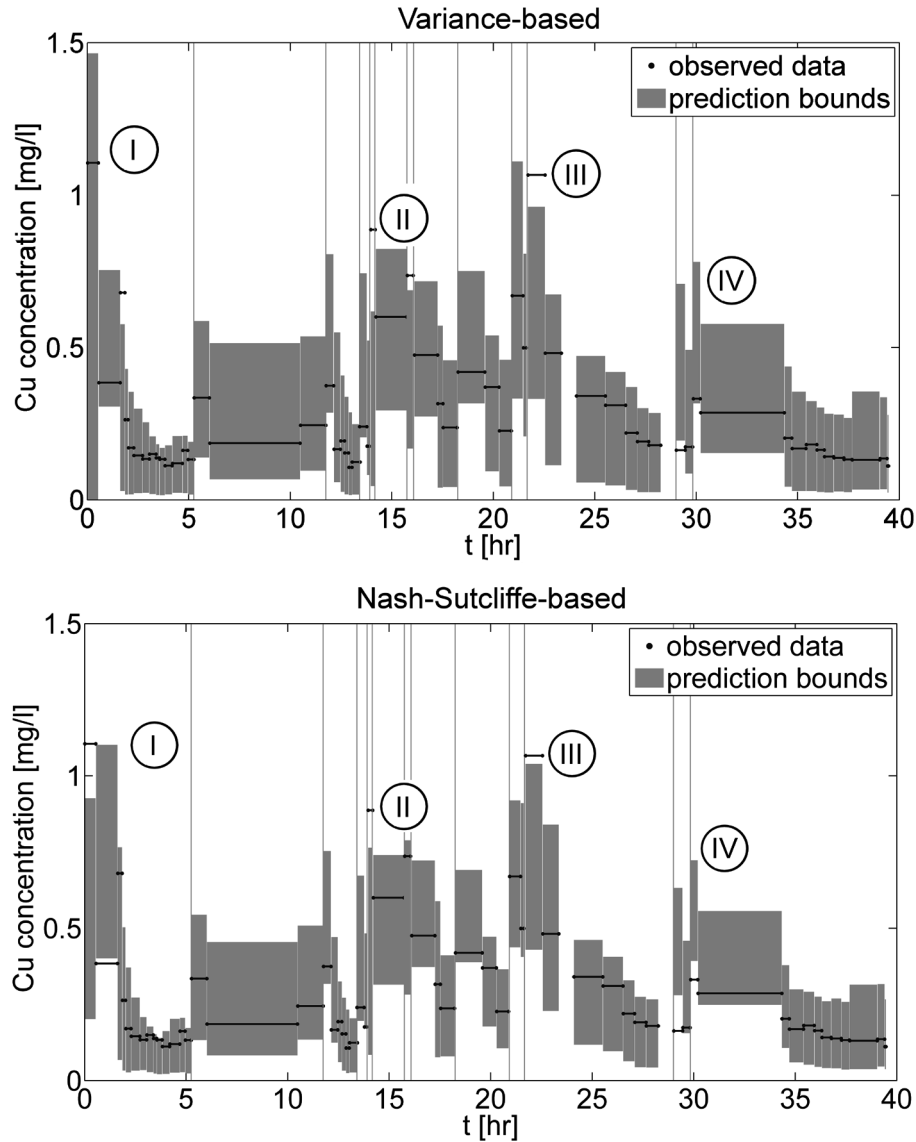 Variance-based
1.5
observed data
prediction bounds
I
III
1
II
IV
0.5
0
0 5 10 15 20 25 30 35 40
Cu concentration [mg/l]
t [hr]
Nash-Sutcliffe-based
1.5
observed data
prediction bounds
I
III
1
II
IV
0.5
0
0 5 10 15 20 25 30 35 40
Cu concentration [mg/l]
t [hr]